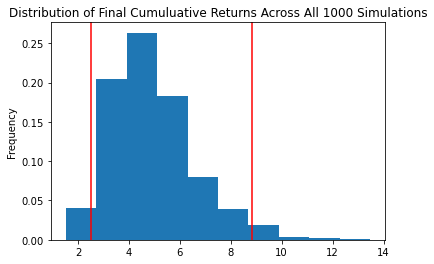 Distribution of Final Cumuluative Returns Across All 1000 Simulations
Frequency
0.25
0.20
0.15
0.10
0.05
0.00
2 4 6 8 10 12 14